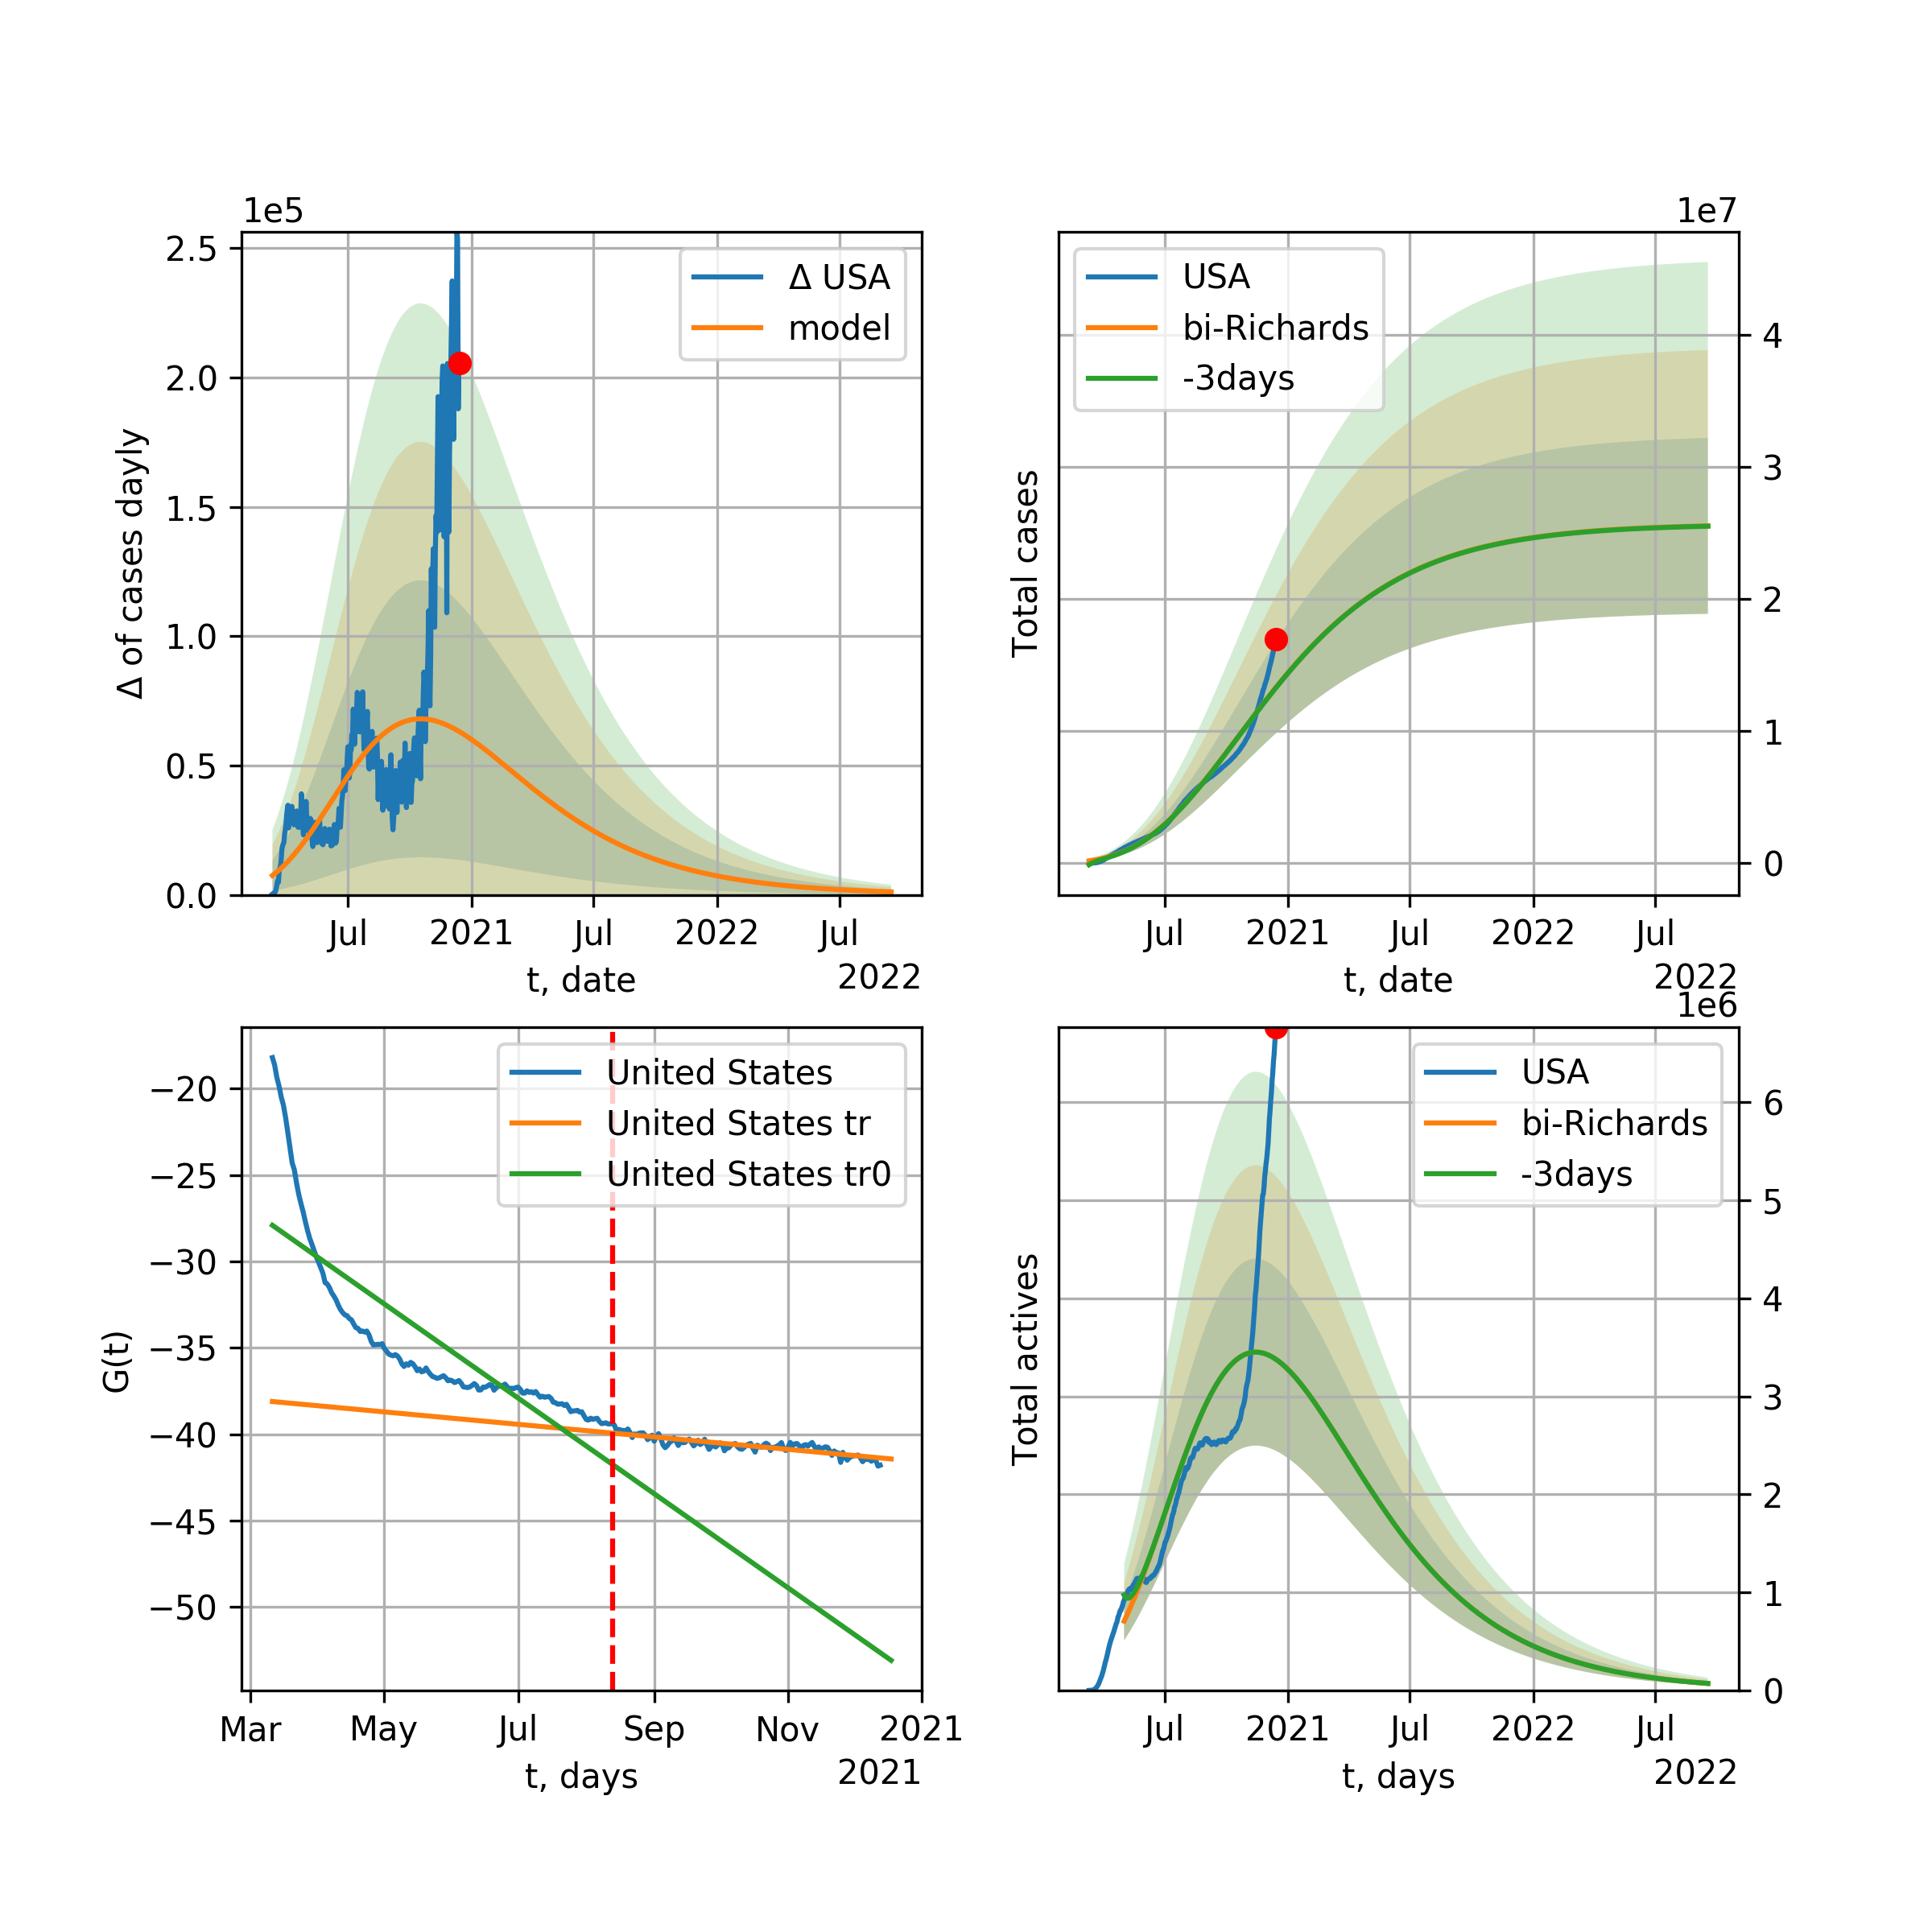 1e5
2.5
2.0
1.5
1.0
0.5
0.0
Δ of cases dayly
Δ USA
model
Jul
2021
Jul
2022
Jul
t, date
2022
1e7
USA
bi-Richards
-3days
Total cases
4
3
2
1
0
Jul
2021
Jul
2022
Jul
t, date
2022
−20
−25
−30
−35
−40
−45
−50
G(t)
United States
United States tr
United States tr0
Mar
May
Jul
Sep
Nov
2021
t, days
2021
1e6
USA
bi-Richards
-3days
Total actives
6
5
4
3
2
1
0
Jul
2021
Jul
2022
Jul
t, days
2022